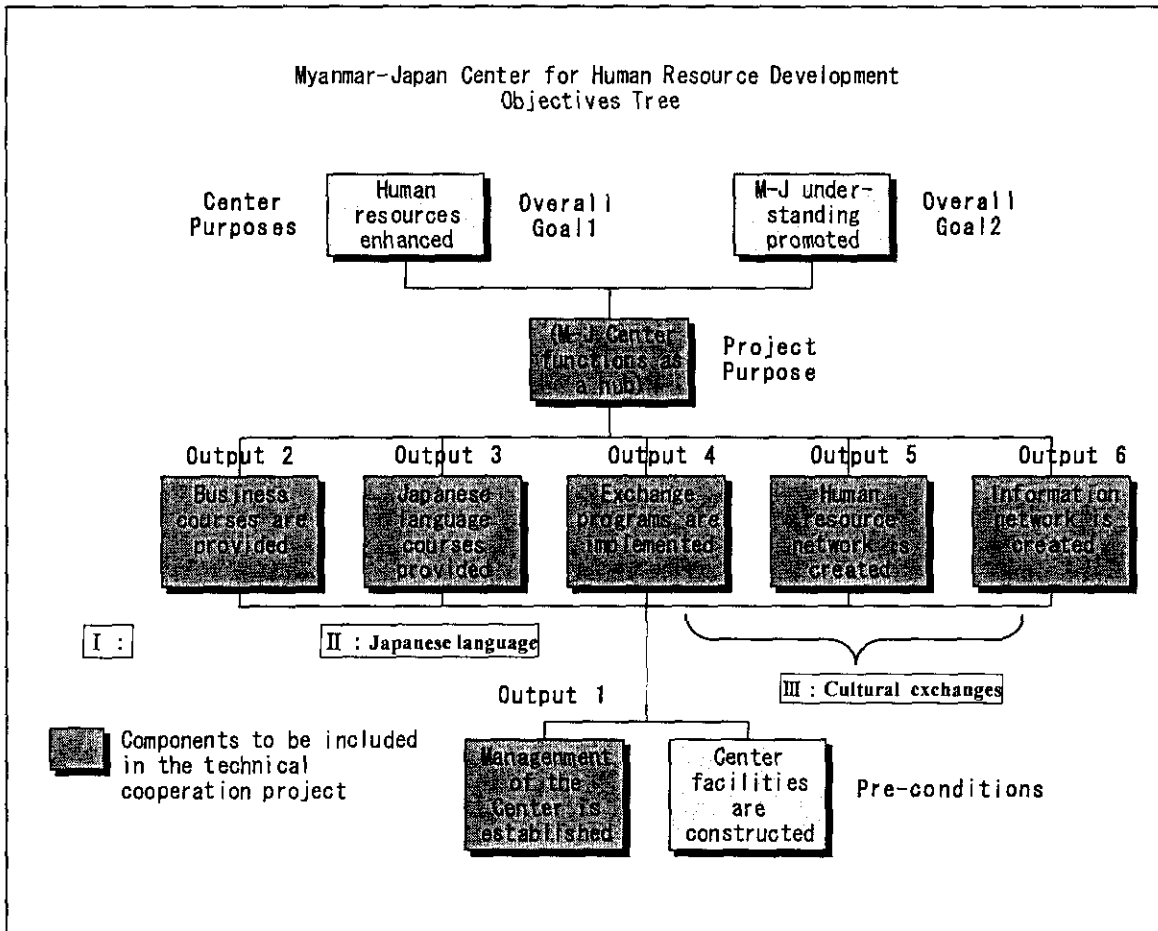 Myanmar-Japan Center for Human Resource Development
Objectives Tree
Center
Purposes
Human
resources
enhanced
Overall
Goal1
M-J under-
standing
promoted
Overall
Goal2
(M-J Center
functions as
a hub)
Project
Purpose
Output 2
Output 3
Output 4
Output 5
Output 6
Business
courses are
provided
Japanese
language
courses
provided
Exchange
programs are
implemented
Human
resource
network is
created
Information
network is
created
I :
II : Japanese language
III : Cultural exchanges
Output 1
Components to be included
in the technical
cooperation project
Management
of the
Center is
established
Center
facilities
are
constructed
Pre-conditions